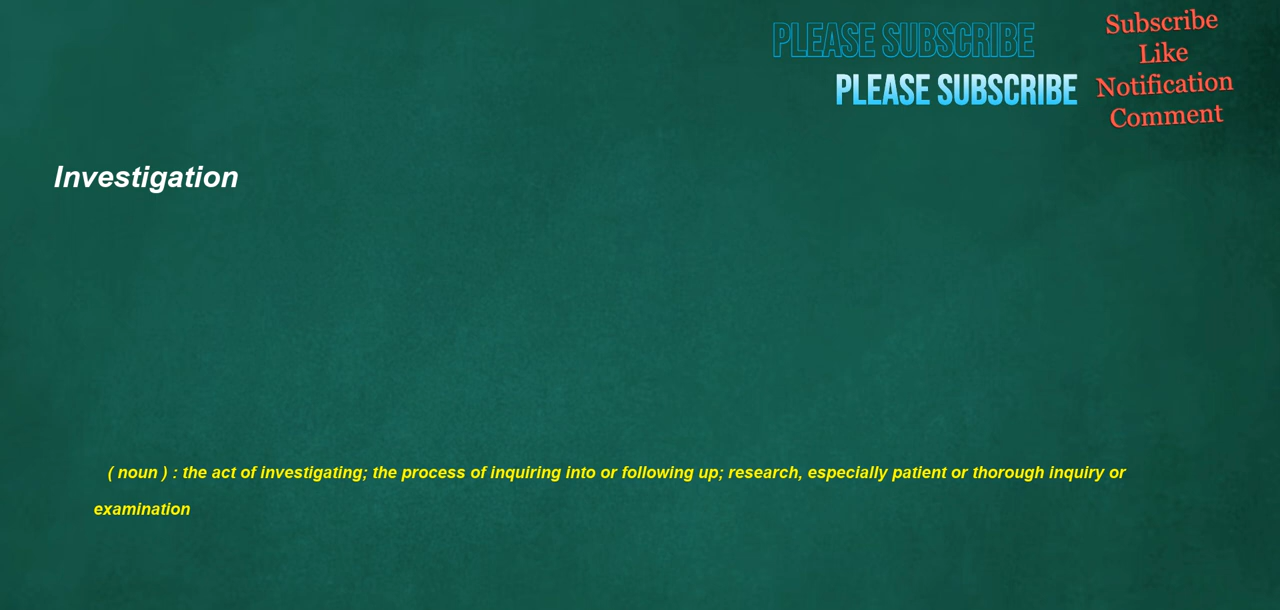 PLEASE SUBSCRIBE
PLEASE SUBSCRIBE
Subscribe
Like
Notification
Comment
Investigation
( noun ) : the act of investigating; the process of inquiring into or following up; research, especially patient or thorough inquiry or
examination